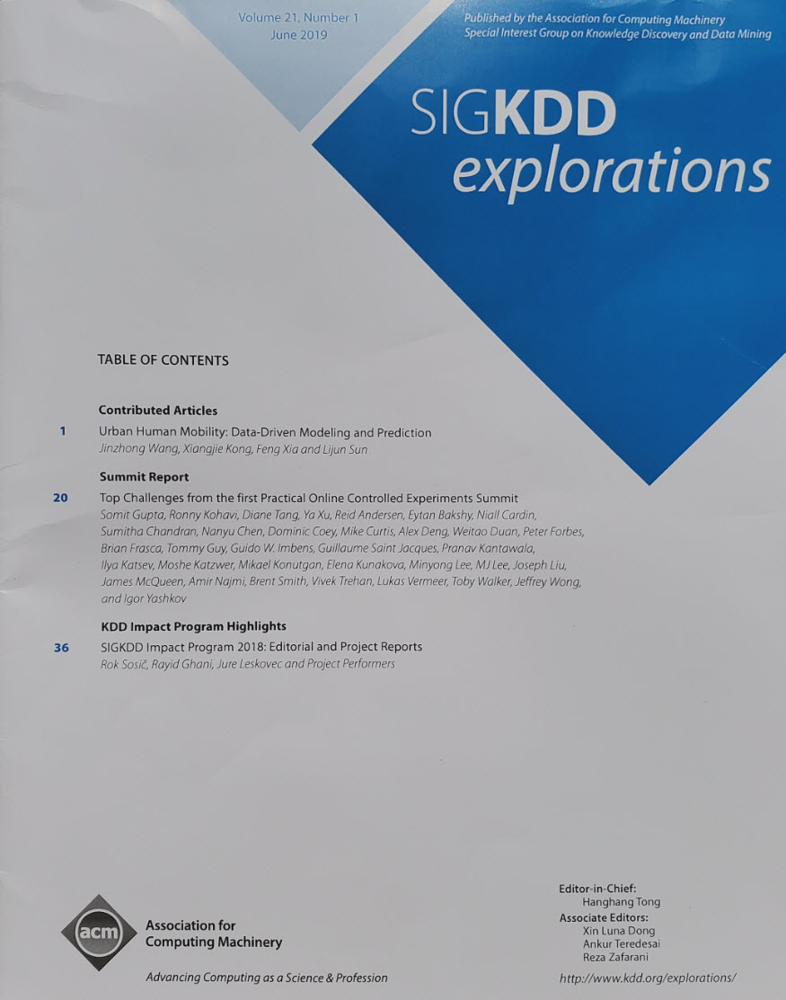 Volume 21, Number 1
June 2019
Published by the Association for Computing Machinery
Special Interest Group on Knowledge Discovery and Data Mining
SIGKDD
explorations
TABLE OF CONTENTS
Contributed Articles
1 Urban Human Mobility: Data-Driven Modeling and Prediction
Jinzhong Wang, Xiangjie Kong, Feng Xia and Lijun Sun
Summit Report
20 Top Challenges from the first Practical Online Controlled Experiments Summit
Somit Gupta, Ronny Kohavi, Diane Tang, Ya Xu, Reid Andersen, Eytan Bakshy, Niall Cardin,
Sumitha Chandran, Nanyu Chen, Dominic Coey, Mike Curtis, Alex Deng, Weitao Duan, Peter Forbes,
Brian Frasca, Tommy Guy, Guido W. Imbens, Guillaume Saint Jacques, Pranav Kantawala,
Ilya Katsev, Moshe Katzwer, Mikael Konutgan, Elena Kunakova, Minyong Lee, MJ Lee, Joseph Liu,
James McQueen, Amir Najmi, Brent Smith, Vivek Trehan, Lukas Vermeer, Toby Walker, Jeffrey Wong,
and Igor Yashkov
KDD Impact Program Highlights
36 SIGKDD Impact Program 2018: Editorial and Project Reports
Rok Sosič, Rayid Ghani, Jure Leskovec and Project Performers
acm
Association for
Computing Machinery
Advancing Computing as a Science & Profession
Editor-in-Chief:
Hanghang Tong
Associate Editors:
Xin Luna Dong
Ankur Teredesai
Reza Zafarani
http://www.kdd.org/explorations/